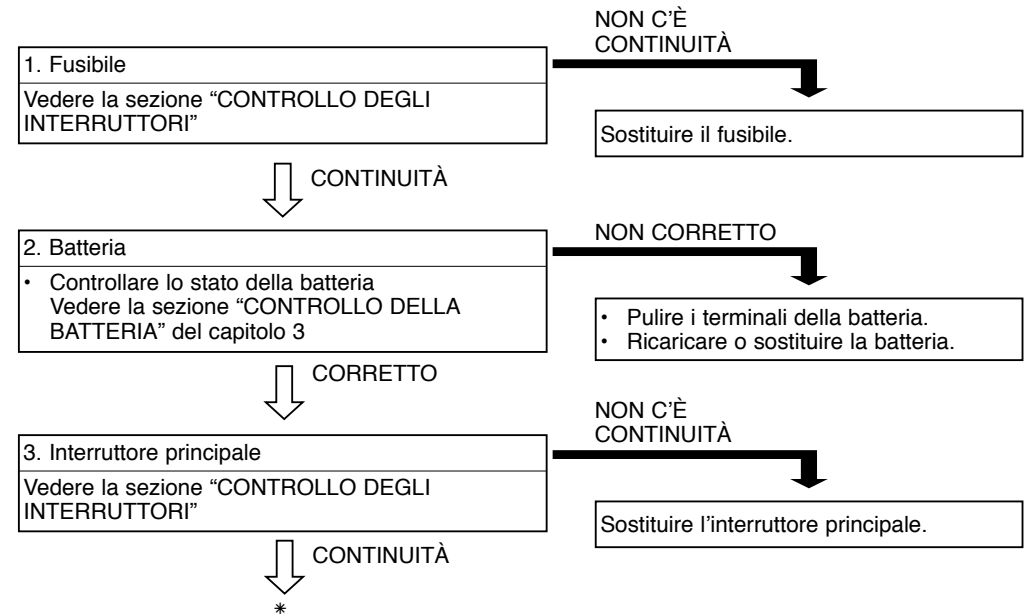 NON C'È
CONTINUITÀ
1. Fusibile
Vedere la sezione “CONTROLLO DEGLI
INTERRUTTORI”
Sostituire il fusibile.
CONTINUITÀ
NON CORRETTO
2. Batteria
• Controllare lo stato della batteria
Vedere la sezione “CONTROLLO DELLA
BATTERIA” del capitolo 3
• Pulire i terminali della batteria.
• Ricaricare o sostituire la batteria.
CORRETTO
NON C'È
CONTINUITÀ
3. Interruttore principale
Vedere la sezione “CONTROLLO DEGLI
INTERRUTTORI”
Sostituire l’interruttore principale.
CONTINUITÀ
*